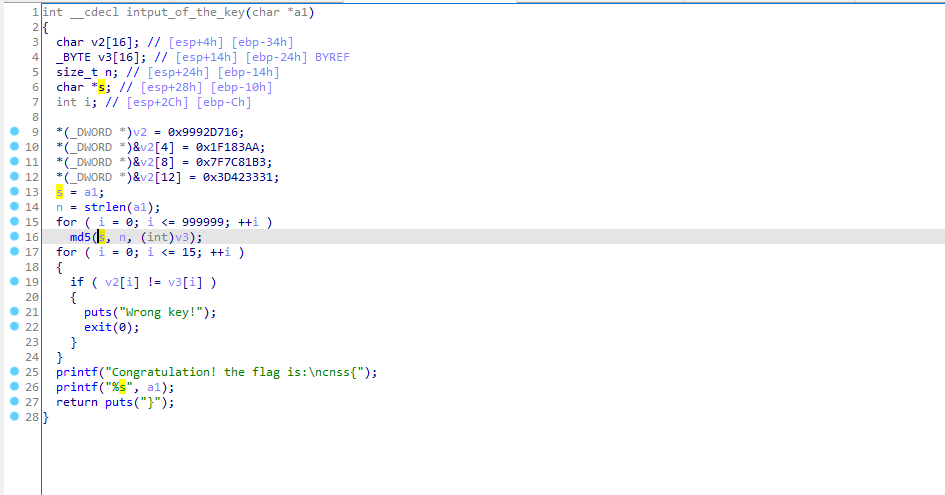 1 int __cdecl intput_of_the_key(char *a1)
2 {
3 char v2[16]; // [esp+4h] [ebp-34h]
4 _BYTE v3[16]; // [esp+14h] [ebp-24h] BYREF
5 size_t n; // [esp+24h] [ebp-14h]
6 char *s; // [esp+28h] [ebp-10h]
7 int i; // [esp+2Ch] [ebp-Ch]
8
9 *(_DWORD *)v2 = 0x9992D716;
10 *(_DWORD *)&v2[4] = 0x1F183AA;
11 *(_DWORD *)&v2[8] = 0x7F7C81B3;
12 *(_DWORD *)&v2[12] = 0x3D423331;
13 s = a1;
14 n = strlen(a1);
15 for ( i = 0; i <= 999999; ++i )
16 md5(s, n, (int)v3);
17 for ( i = 0; i <= 15; ++i )
18 {
19 if ( v2[i] != v3[i] )
20 {
21 puts("Wrong key!");
22 exit(0);
23 }
24 }
25 printf("Congratulation! the flag is:\ncnss{");
26 printf("%s", a1);
27 return puts("}");
28 }